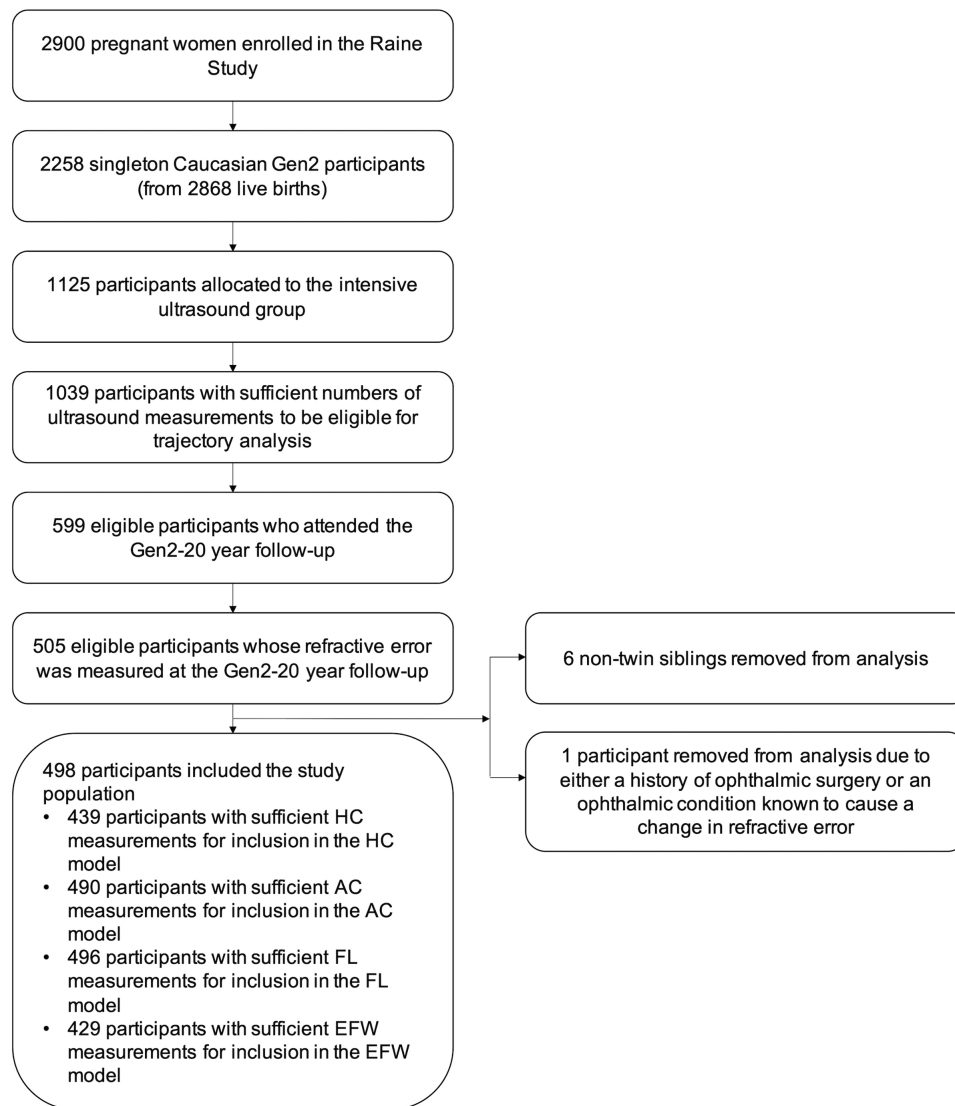 2900 pregnant women enrolled in the Raine
Study
2258 singleton Caucasian Gen2 participants
(from 2868 live births)
1125 participants allocated to the intensive
ultrasound group
1039 participants with sufficient numbers of
ultrasound measurements to be eligible for
trajectory analysis
599 eligible participants who attended the
Gen2-20 year follow-up
505 eligible participants whose refractive error
was measured at the Gen2-20 year follow-up
6 non-twin siblings removed from analysis
1 participant removed from analysis due to
either a history of ophthalmic surgery or an
ophthalmic condition known to cause a
change in refractive error
498 participants included the study
population
• 439 participants with sufficient HC
measurements for inclusion in the HC
model
• 490 participants with sufficient AC
measurements for inclusion in the AC
model
• 496 participants with sufficient FL
measurements for inclusion in the FL
model
• 429 participants with sufficient EFW
measurements for inclusion in the EFW
model